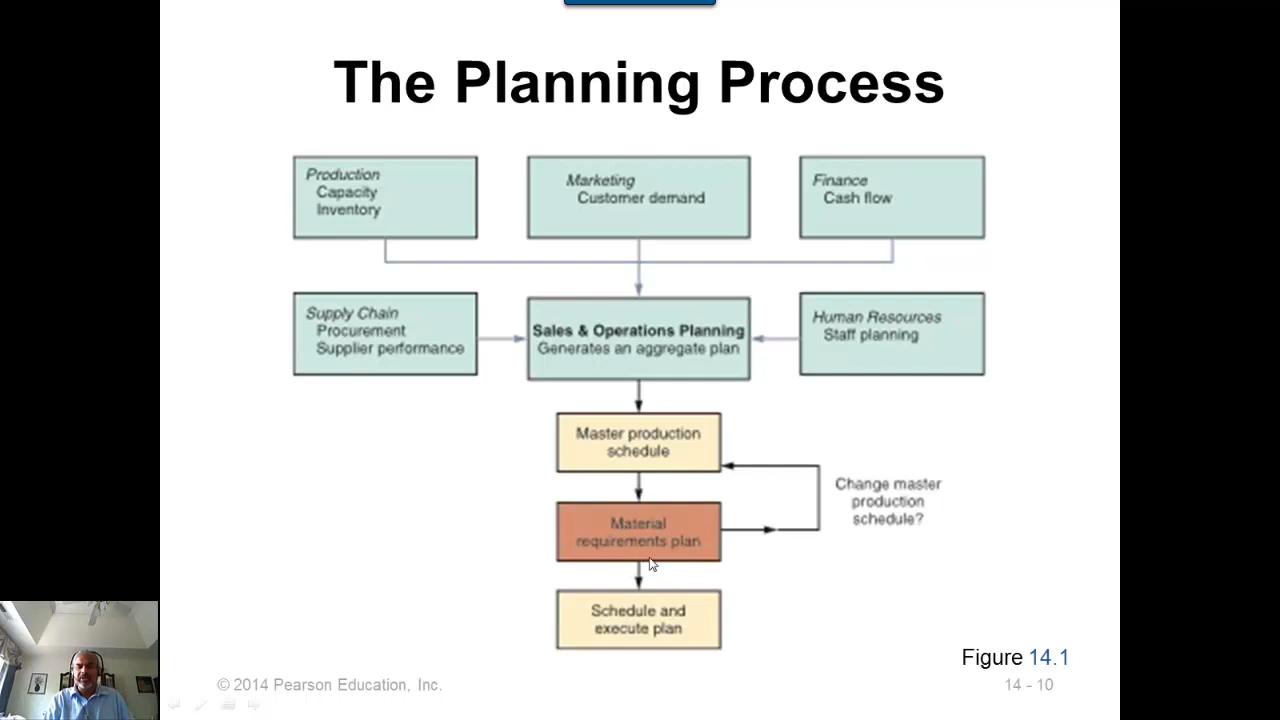 The Planning Process
Production
Capacity
Inventory
Marketing
Customer demand
Finance
Cash flow
Supply Chain
Procurement
Supplier performance
Sales & Operations Planning
Generates an aggregate plan
Human Resources
Staff planning
Master production
schedule
Change master
production
schedule?
Material
requirements plan
Schedule and
execute plan
Figure 14.1
© 2014 Pearson Education, Inc.
14 - 10